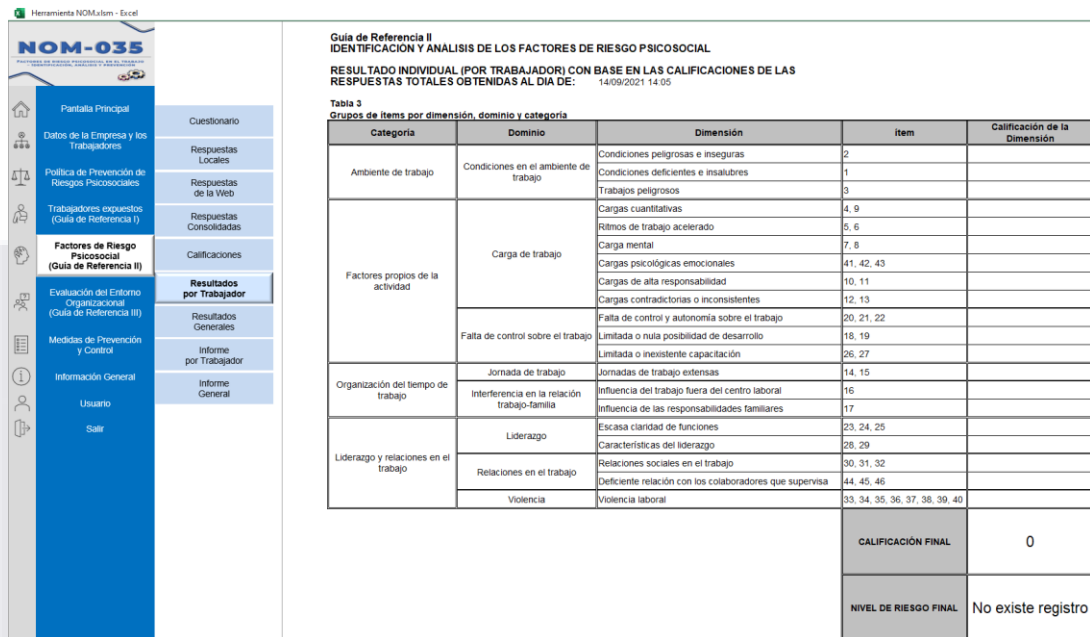 Herramienta NOM.xlsm - Excel
NOM-035
FACTORES DE RIESGO PSICOSOCIAL EN EL TRABAJO
- IDENTIFICACIÓN, ANÁLISIS Y PREVENCIÓN
Pantalla Principal
Datos de la Empresa y los
Trabajadores
Política de Prevención de
Riesgos Psicosociales
Trabajadores expuestos
(Guía de Referencia I)
Factores de Riesgo
Psicosocial
(Guía de Referencia II)
Evaluación del Entorno
Organizacional
(Guía de Referencia III)
Medidas de Prevención
y Control
Información General
Usuario
Salir
Cuestionario
Respuestas
Locales
Respuestas
de la Web
Respuestas
Consolidadas
Calificaciones
Resultados
por Trabajador
Resultados
Generales
Informe
por Trabajador
Informe
General
Guía de Referencia II
IDENTIFICACIÓN Y ANÁLISIS DE LOS FACTORES DE RIESGO PSICOSOCIAL
RESULTADO INDIVIDUAL (POR TRABAJADOR) CON BASE EN LAS CALIFICACIONES DE LAS
RESPUESTAS TOTALES OBTENIDAS AL DIA DE: 14/09/2021 14:05
Tabla 3
Grupos de ítems por dimensión, dominio y categoría
Categoría Dominio Dimensión ítem Calificación de la
Dimensión
Ambiente de trabajo Condiciones en el ambiente de
trabajo
Condiciones peligrosas e inseguras 2
Condiciones deficientes e insalubres 1
Trabajos peligrosos 3
Factores propios de la
actividad
Carga de trabajo
Cargas cuantitativas 4, 9
Ritmos de trabajo acelerado 5, 6
Carga mental 7, 8
Cargas psicológicas emocionales 41, 42, 43
Cargas de alta responsabilidad 10, 11
Cargas contradictorias o inconsistentes 12, 13
Falta de control sobre el trabajo
Falta de control y autonomía sobre el trabajo 20, 21, 22
Limitada o nula posibilidad de desarrollo 18, 19
Limitada o inexistente capacitación 26, 27
Organización del tiempo de
trabajo
Jornada de trabajo Jornadas de trabajo extensas 14, 15
Interferencia en la relación
trabajo-familia
Influencia del trabajo fuera del centro laboral 16
Influencia de las responsabilidades familiares 17
Liderazgo y relaciones en el
trabajo
Liderazgo
Escasa claridad de funciones 23, 24, 25
Características del liderazgo 28, 29
Relaciones en el trabajo
Relaciones sociales en el trabajo 30, 31, 32
Deficiente relación con los colaboradores que supervisa 44, 45, 46
Violencia Violencia laboral 33, 34, 35, 36, 37, 38, 39, 40
CALIFICACIÓN FINAL 0
NIVEL DE RIESGO FINAL No existe registro